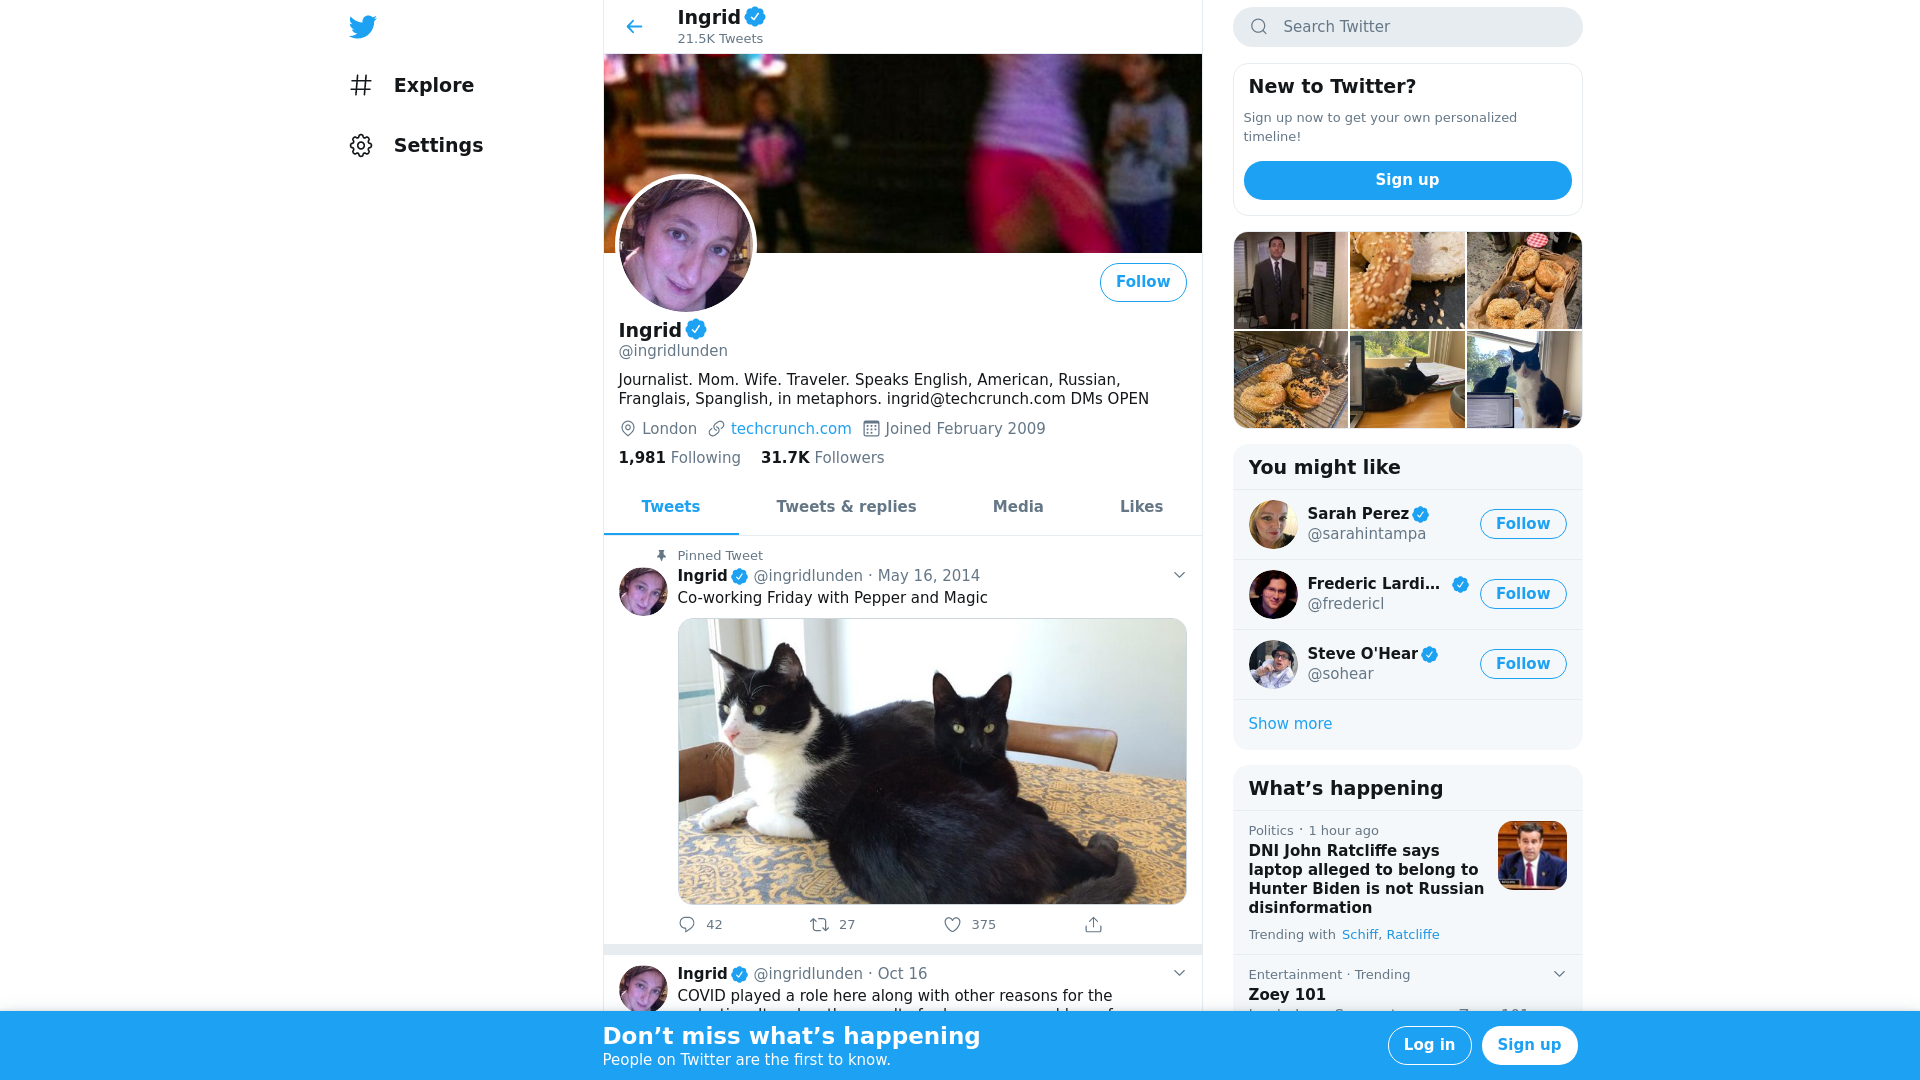 Explore
Settings
Ingrid
21.5K Tweets
Follow
Ingrid
@ingridlunden
Journalist. Mom. Wife. Traveler. Speaks English, American, Russian,
Franglais, Spanglish, in metaphors. ingrid@techcrunch.com DMs OPEN
London techcrunch.com Joined February 2009
1,981 Following 31.7K Followers
Tweets Tweets & replies Media Likes
Pinned Tweet
Ingrid @ingridlunden · May 16, 2014
Co-working Friday with Pepper and Magic
42 27 375
Ingrid @ingridlunden · Oct 16
COVID played a role here along with other reasons for the
Search Twitter
New to Twitter?
Sign up now to get your own personalized
timeline!
Sign up
You might like
Sarah Perez
@sarahintampa
Follow
Frederic Lardi...
@fredericl
Follow
Steve O'Hear
@sohear
Follow
Show more
What’s happening
Politics · 1 hour ago
DNI John Ratcliffe says
laptop alleged to belong to
Hunter Biden is not Russian
disinformation
Trending with Schiff, Ratcliffe
Entertainment · Trending
Zoey 101
Don’t miss what’s happening
People on Twitter are the first to know.
Log in
Sign up